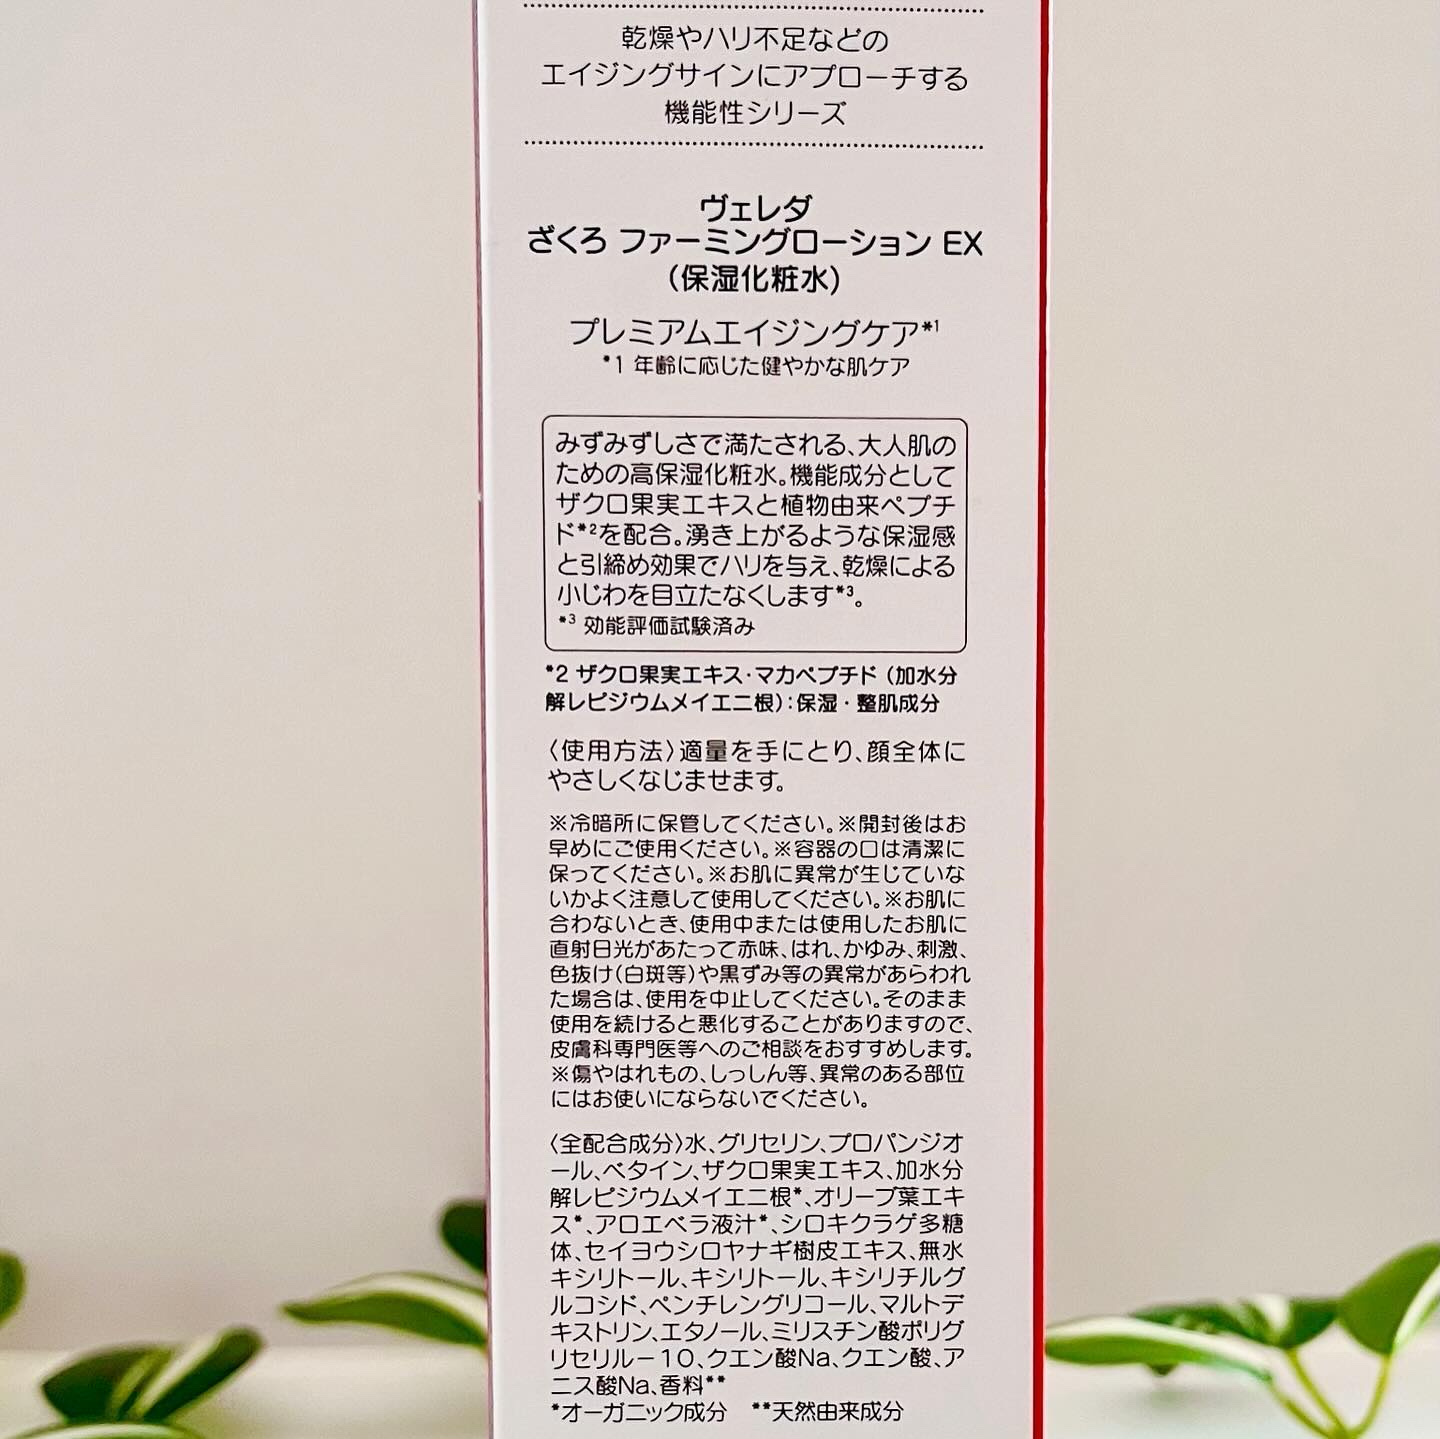 乾燥やハリ不足などの
エイジングサインにアプローチする
機能性シリーズ
ヴェレダ
ざくろ ファーミングローション EX
(保湿化粧水)
プレミアムエイジングケア*1
*1 年齢に応じた健やかな肌ケア
みずみずしさで満たされる、大人肌の
ための高保湿化粧水。機能成分として
ザクロ果実エキスと植物由来ペプチ
ド*2を配合。湧き上がるような保湿感
と引締め効果でハリを与え、乾燥による
小じわを目立たなくします*3。
*3 効能評価試験済み
*2 ザクロ果実エキス・マカペプチド (加水分
解レピジウムメイエニ根):保湿・整肌成分
〈使用方法〉適量を手にとり、顔全体に
やさしくなじませます。
※冷暗所に保管してください。※開封後はお
早めにご使用ください。※容器の口は清潔に
保ってください。※お肌に異常が生じていな
いかよく注意して使用してください。※お肌に
合わないとき、使用中または使用したお肌に
直射日光があたって赤味、はれ、かゆみ、刺激、
色抜け(白斑等)や黒ずみ等の異常があらわれ
た場合は、使用を中止してください。そのまま
使用を続けると悪化することがありますので、
皮膚科専門医等へのご相談をおすすめします。
※傷やはれもの、しっしん等、異常のある部位
にはお使いにならないでください。
〈全配合成分〉水、グリセリン、プロパンジオ
ール、ベタイン、ザクロ果実エキス、加水分
解レピジウムメイエニ根*、オリーブ葉エキ
ス*、アロエベラ液汁*、シロキクラゲ多糖
体、セイヨウシロヤナギ樹皮エキス、無水
キシリトール、キシリトール、キシリチルグ
ルコシド、ペンチレングリコール、マルトデ
キストリン、エタノール、ミリスチン酸ポリグ
リセリルー10、クエン酸Na、クエン酸、ア
ニス酸Na、香料**
*オーガニック成分 **天然由来成分